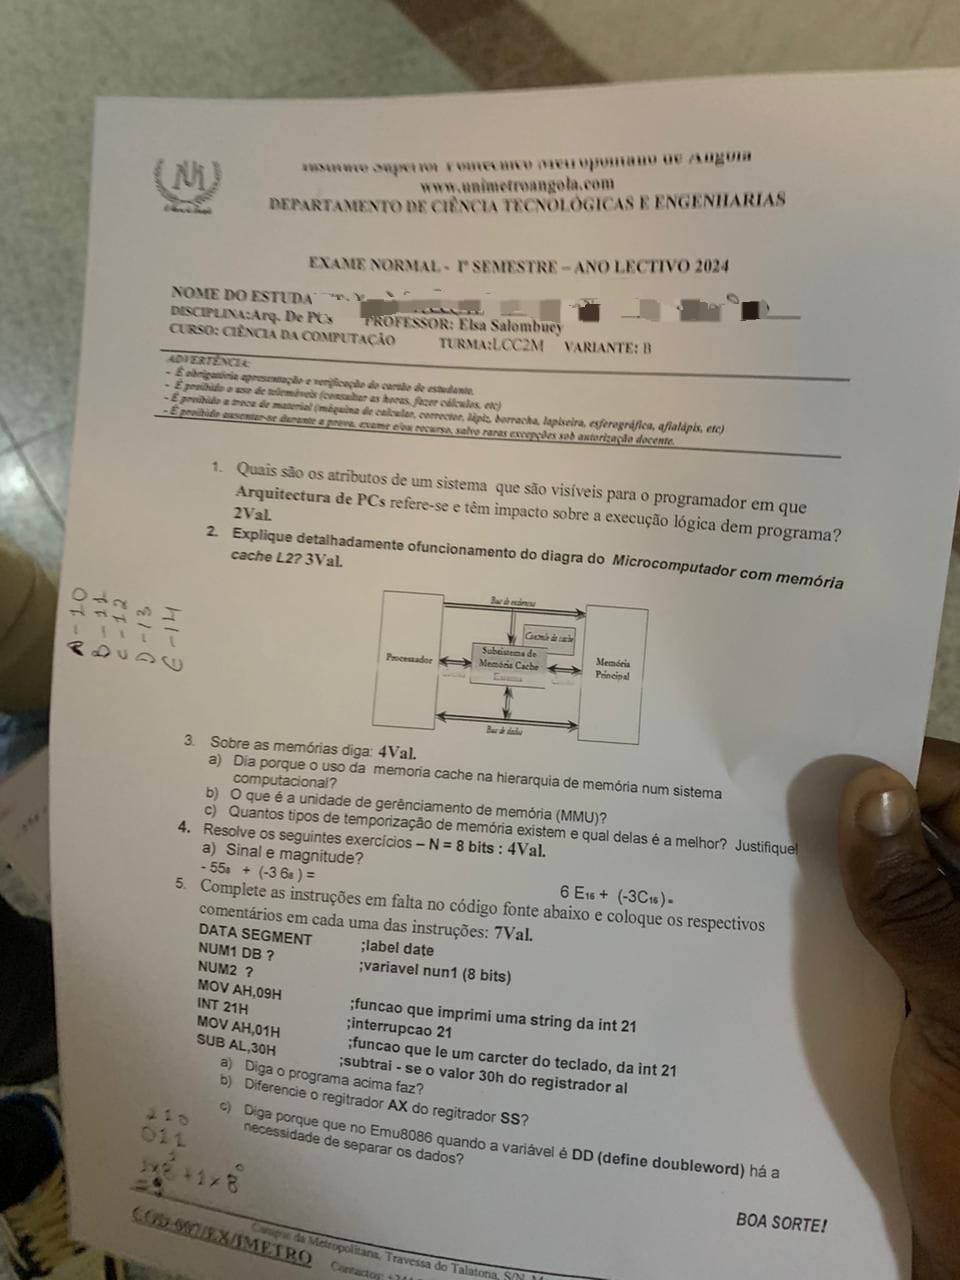 Instituto Superior Politécnico Metropolitano de Angola
www.unimetroangola.com
DEPARTAMENTO DE CIÊNCIA TECNOLÓGICAS E ENGENHARIAS
EXAME NORMAL - 1º SEMESTRE – ANO LECTIVO 2024
NOME DO ESTUDA
DISCIPLINA:Arq. De PCs PROFESSOR: Elsa Salombuey
CURSO: CIÊNCIA DA COMPUTAÇÃO TURMA:LCC2M VARIANTE: B
ADVERTÊNCIA:
- É obrigatória apresentação e verificação do cartão de estudante.
- É proibido o uso de telemóveis (consultar as horas, fazer cálculos, etc)
- É proibido a troca de material (máquina de calcular, corrector, lápiz, borracha, lapiseira, esferográfica, afialápis, etc)
- É proibido ausentar-se durante a prova, exame e/ou recurso, salvo raras excepções sob autorização docente.
1. Quais são os atributos de um sistema que são visíveis para o programador em que
Arquitectura de PCs refere-se e têm impacto sobre a execução lógica dem programa?
2Val.
2. Explique detalhadamente ofuncionamento do diagra do Microcomputador com memória
cache L2? 3Val.
A - 10
B - 11
C - 12
D - 13
E - 14
Bus de endereços
Controle de cache
Processador
Subsistema de
Memória Cache
Externa
Memória
Principal
Bus de dados
3. Sobre as memórias diga: 4Val.
a) Dia porque o uso da memoria cache na hierarquia de memória num sistema
computacional?
b) O que é a unidade de gerênciamento de memória (MMU)?
c) Quantos tipos de temporização de memória existem e qual delas é a melhor? Justifique!
4. Resolve os seguintes exercícios – N = 8 bits : 4Val.
a) Sinal e magnitude?
- 55₈ + (-3 6₈ ) = 6 E₁₆ + (-3C₁₆ ) =
5. Complete as instruções em falta no código fonte abaixo e coloque os respectivos
comentários em cada uma das instruções: 7Val.
DATA SEGMENT ;label date
NUM1 DB ? ;variavel nun1 (8 bits)
NUM2 ?
MOV AH,09H ;funcao que imprimi uma string da int 21
INT 21H ;interrupcao 21
MOV AH,01H ;funcao que le um carcter do teclado, da int 21
SUB AL,30H ;subtrai - se o valor 30h do registrador al
a) Diga o programa acima faz?
b) Diferencie o regitrador AX do regitrador SS?
c) Diga porque que no Emu8086 quando a variável é DD (define doubleword) há a
necessidade de separar os dados?
2 1 0
0 1 1
1×8¹ + 1×8⁰
= 9
BOA SORTE!
COD-007/EX/IMETRO
Campus da Metropolitana, Travessa do Talatona, S/N,